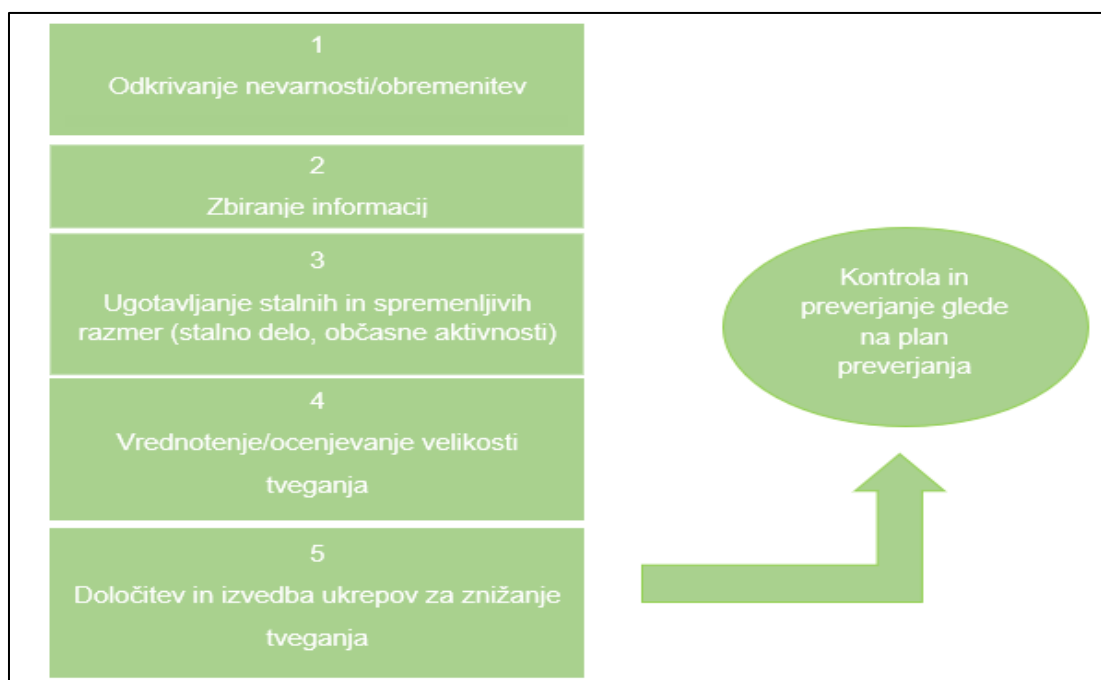 1
Odkrivanje nevarnosti/obremenitev
2
Zbiranje informacij
3
Ugotavljanje stalnih in spremenljivih
razmer (stalno delo, občasne aktivnosti)
4
Vrednotenje/ocenjevanje velikosti
tveganja
5
Določitev in izvedba ukrepov za znižanje
tveganja
Kontrola in
preverjanje glede
na plan
preverjanja